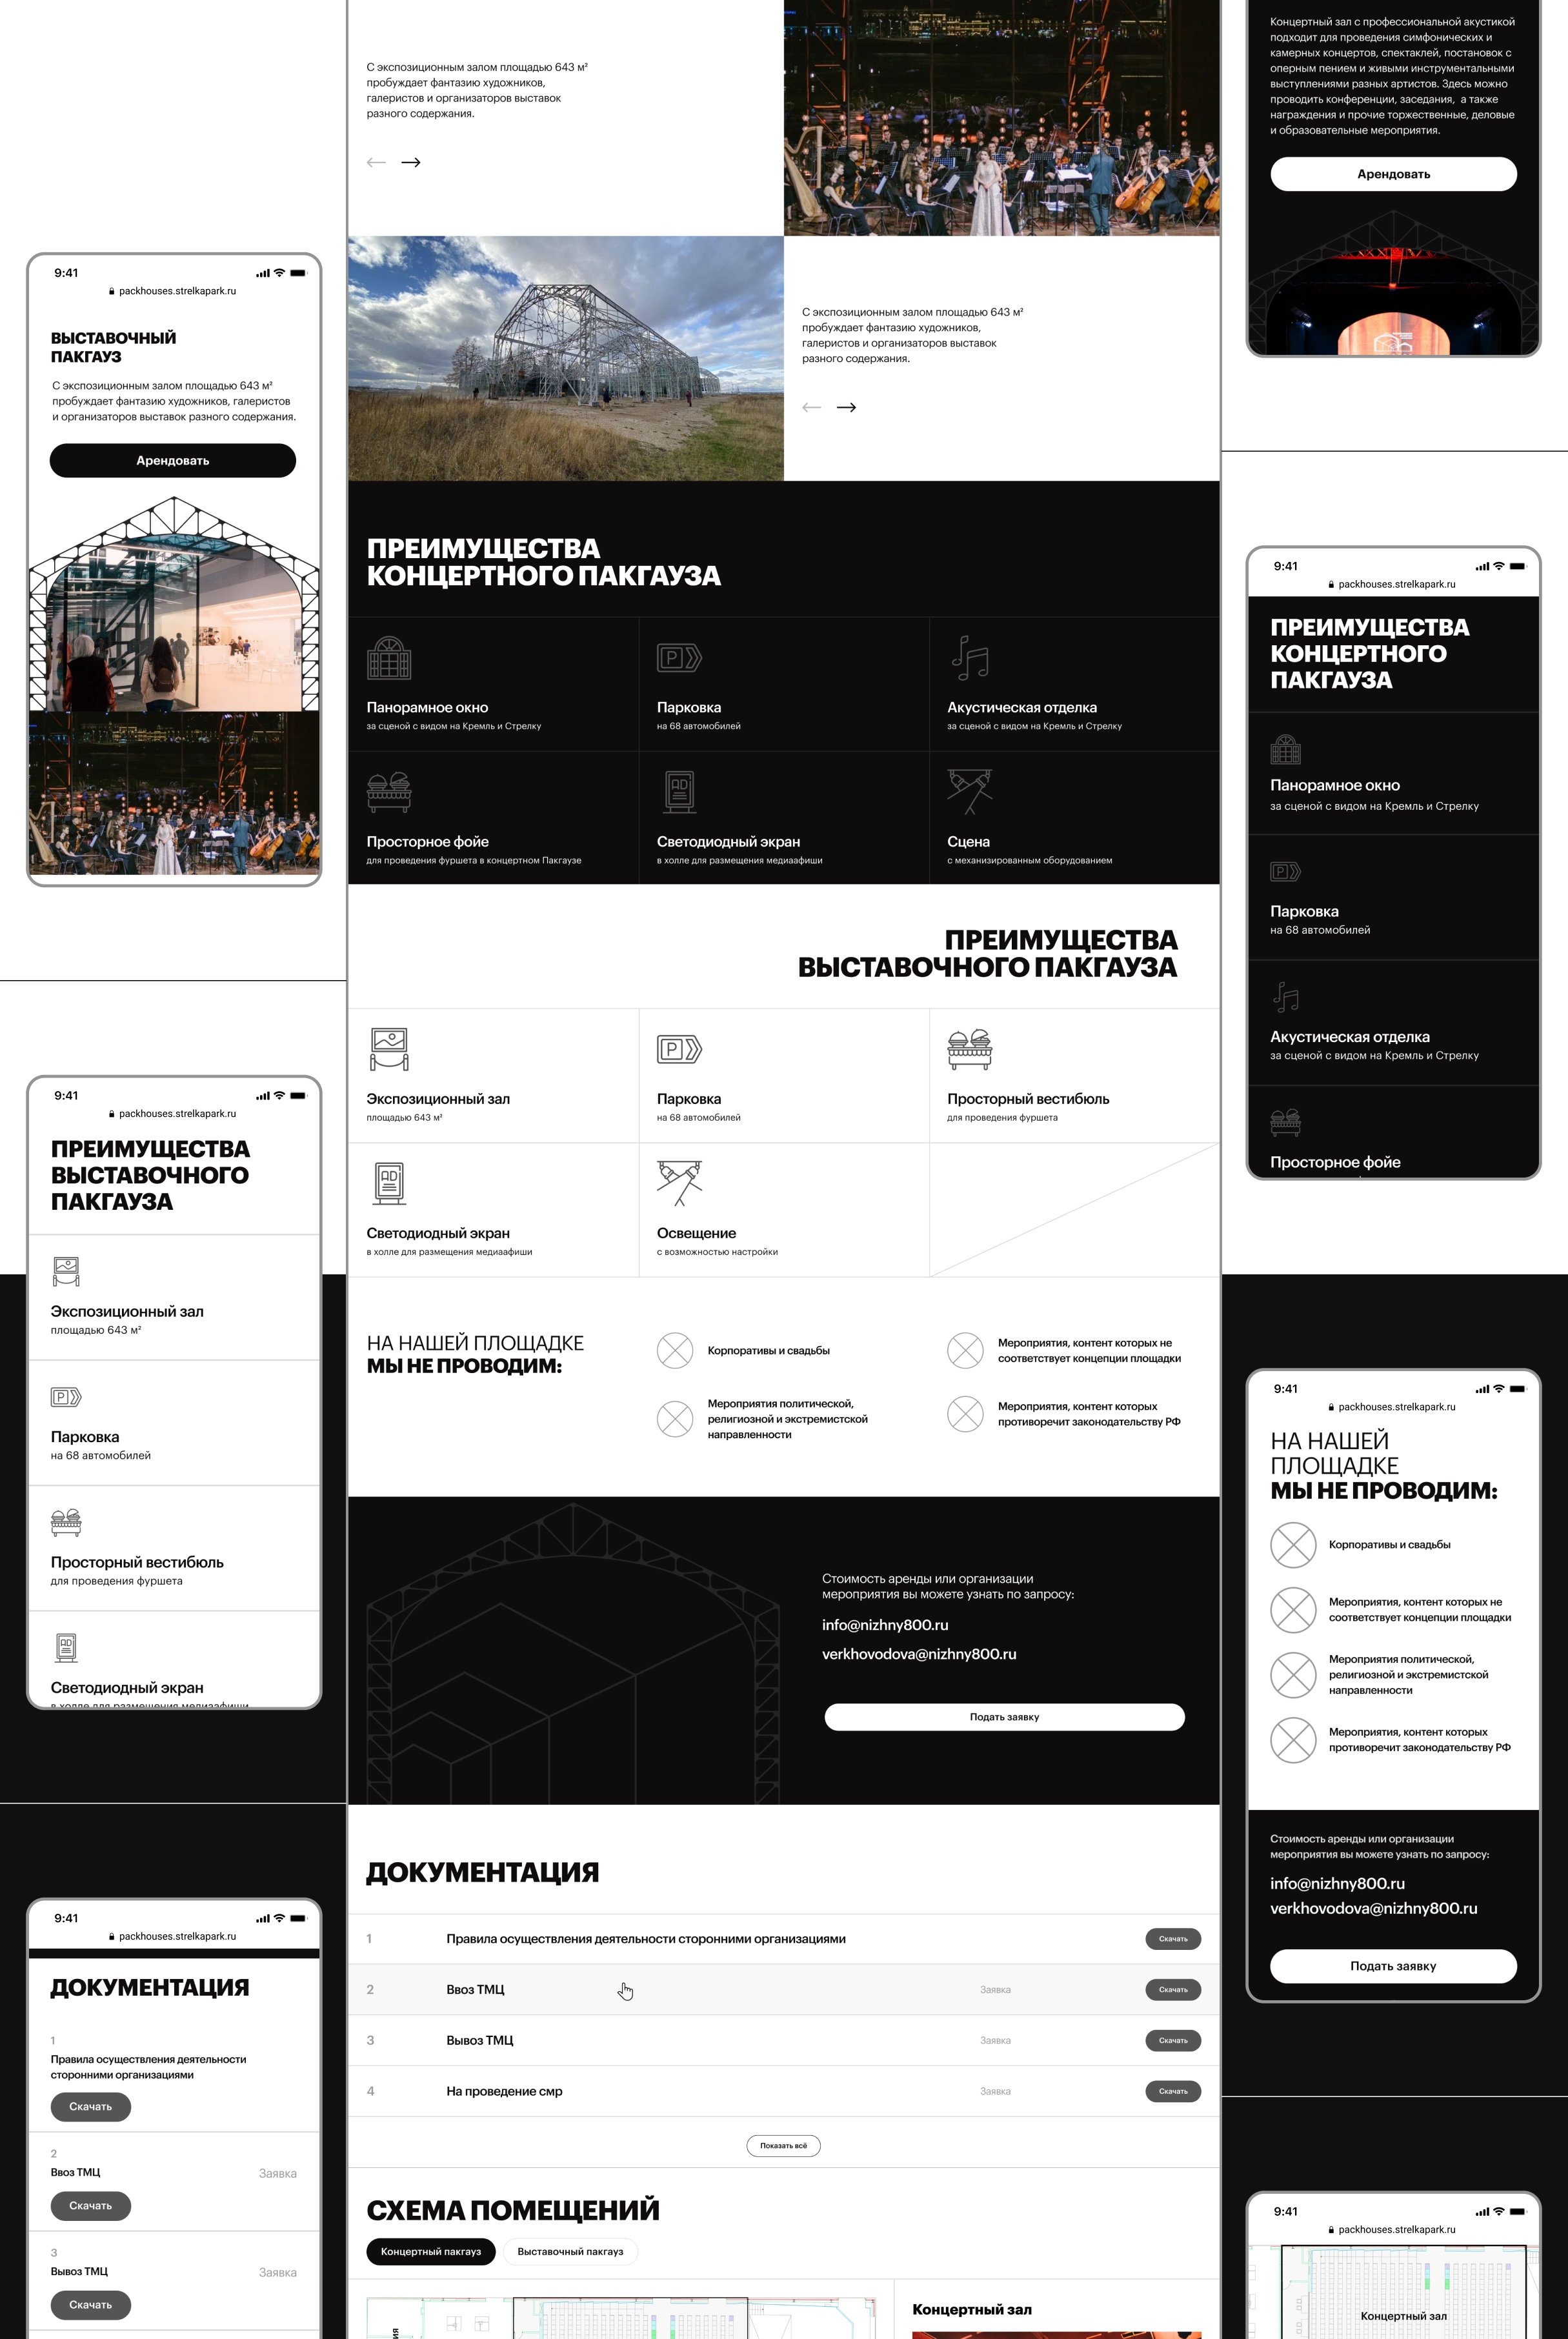 С экспозиционным залом площадью 643 м²
пробуждает фантазию художников,
галеристов и организаторов выставок
разного содержания.
С экспозиционным залом площадью 643 м²
пробуждает фантазию художников,
галеристов и организаторов выставок
разного содержания.
ПРЕИМУЩЕСТВА
КОНЦЕРТНОГО ПАКГАУЗА
P
Панорамное окно
за сценой с видом на Кремль и Стрелку
Парковка
на 68 автомобилей
Акустическая отделка
за сценой с видом на Кремль и Стрелку
AD
Просторное фойе
для проведения фуршета в концертном Пакгаузе
Светодиодный экран
в холле для размещения медиаафиши
Сцена
с механизированным оборудованием
ПРЕИМУЩЕСТВА
ВЫСТАВОЧНОГО ПАКГАУЗА
P
Экспозиционный зал
площадью 643 м²
Парковка
на 68 автомобилей
Просторный вестибюль
для проведения фуршета
AD
Светодиодный экран
в холле для размещения медиаафиши
Освещение
с возможностью настройки
НА НАШЕЙ ПЛОЩАДКЕ
МЫ НЕ ПРОВОДИМ:
Корпоративы и свадьбы
Мероприятия, контент которых не
соответствует концепции площадки
Мероприятия политической,
религиозной и экстремистской
направленности
Мероприятия, контент которых
противоречит законодательству РФ
Стоимость аренды или организации
мероприятия вы можете узнать по запросу:
info@nizhny800.ru
verkhovodova@nizhny800.ru
Подать заявку
ДОКУМЕНТАЦИЯ
1 Правила осуществления деятельности сторонними организациями Скачать
2 Ввоз ТМЦ Заявка Скачать
3 Вывоз ТМЦ Заявка Скачать
4 На проведение смр Заявка Скачать
Показать всё
СХЕМА ПОМЕЩЕНИЙ
Концертный пакгауз Выставочный пакгауз
Концертный зал
9:41
packhouses.strelkapark.ru
ВЫСТАВОЧНЫЙ
ПАКГАУЗ
С экспозиционным залом площадью 643 м²
пробуждает фантазию художников, галеристов
и организаторов выставок разного содержания.
Арендовать
9:41
packhouses.strelkapark.ru
ПРЕИМУЩЕСТВА
ВЫСТАВОЧНОГО
ПАКГАУЗА
Экспозиционный зал
площадью 643 м²
P
Парковка
на 68 автомобилей
Просторный вестибюль
для проведения фуршета
AD
Светодиодный экран
в холле для размещения медиаафиши
9:41
packhouses.strelkapark.ru
ДОКУМЕНТАЦИЯ
1
Правила осуществления деятельности
сторонними организациями
Скачать
2
Ввоз ТМЦ Заявка
Скачать
3
Вывоз ТМЦ Заявка
Скачать
Концертный зал с профессиональной акустикой
подходит для проведения симфонических и
камерных концертов, спектаклей, постановок с
оперным пением и живыми инструментальными
выступлениями разных артистов. Здесь можно
проводить конференции, заседания, а также
награждения и прочие торжественные, деловые
и образовательные мероприятия.
Арендовать
9:41
packhouses.strelkapark.ru
ПРЕИМУЩЕСТВА
КОНЦЕРТНОГО
ПАКГАУЗА
Панорамное окно
за сценой с видом на Кремль и Стрелку
P
Парковка
на 68 автомобилей
Акустическая отделка
за сценой с видом на Кремль и Стрелку
Просторное фойе
9:41
packhouses.strelkapark.ru
НА НАШЕЙ
ПЛОЩАДКЕ
МЫ НЕ ПРОВОДИМ:
Корпоративы и свадьбы
Мероприятия, контент которых не
соответствует концепции площадки
Мероприятия политической,
религиозной и экстремистской
направленности
Мероприятия, контент которых
противоречит законодательству РФ
Стоимость аренды или организации
мероприятия вы можете узнать по запросу:
info@nizhny800.ru
verkhovodova@nizhny800.ru
Подать заявку
9:41
packhouses.strelkapark.ru
Концертный зал